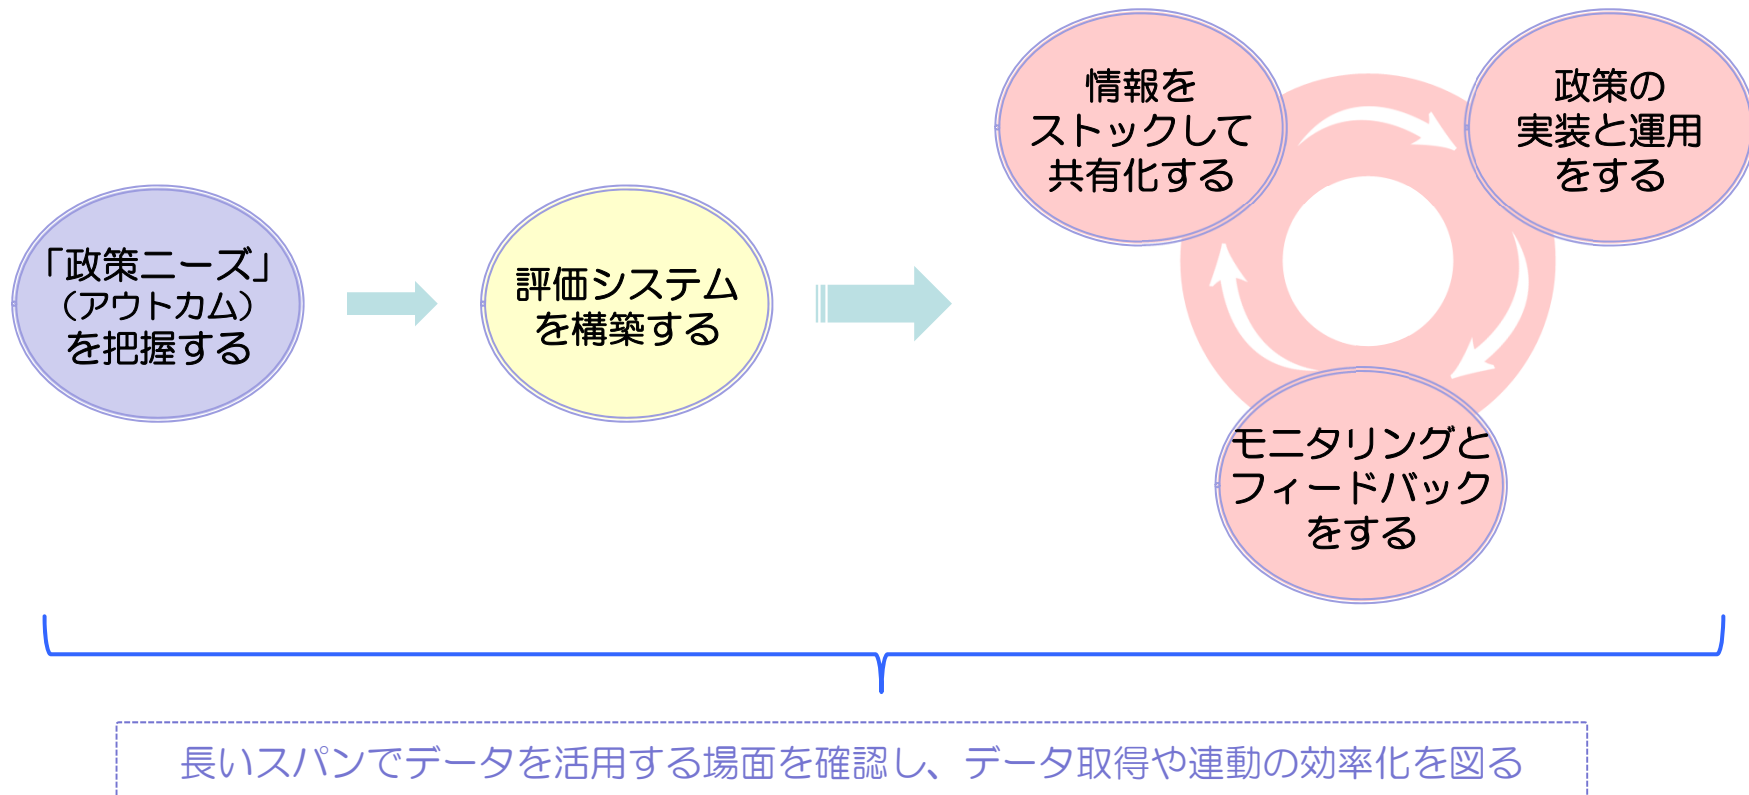 「政策ニーズ」
（アウトカム）
を把握する
評価システム
を構築する
情報を
ストックして
共有化する
政策の
実装と運用
をする
モニタリングと
フィードバック
をする
長いスパンでデータを活用する場面を確認し、データ取得や連動の効率化を図る